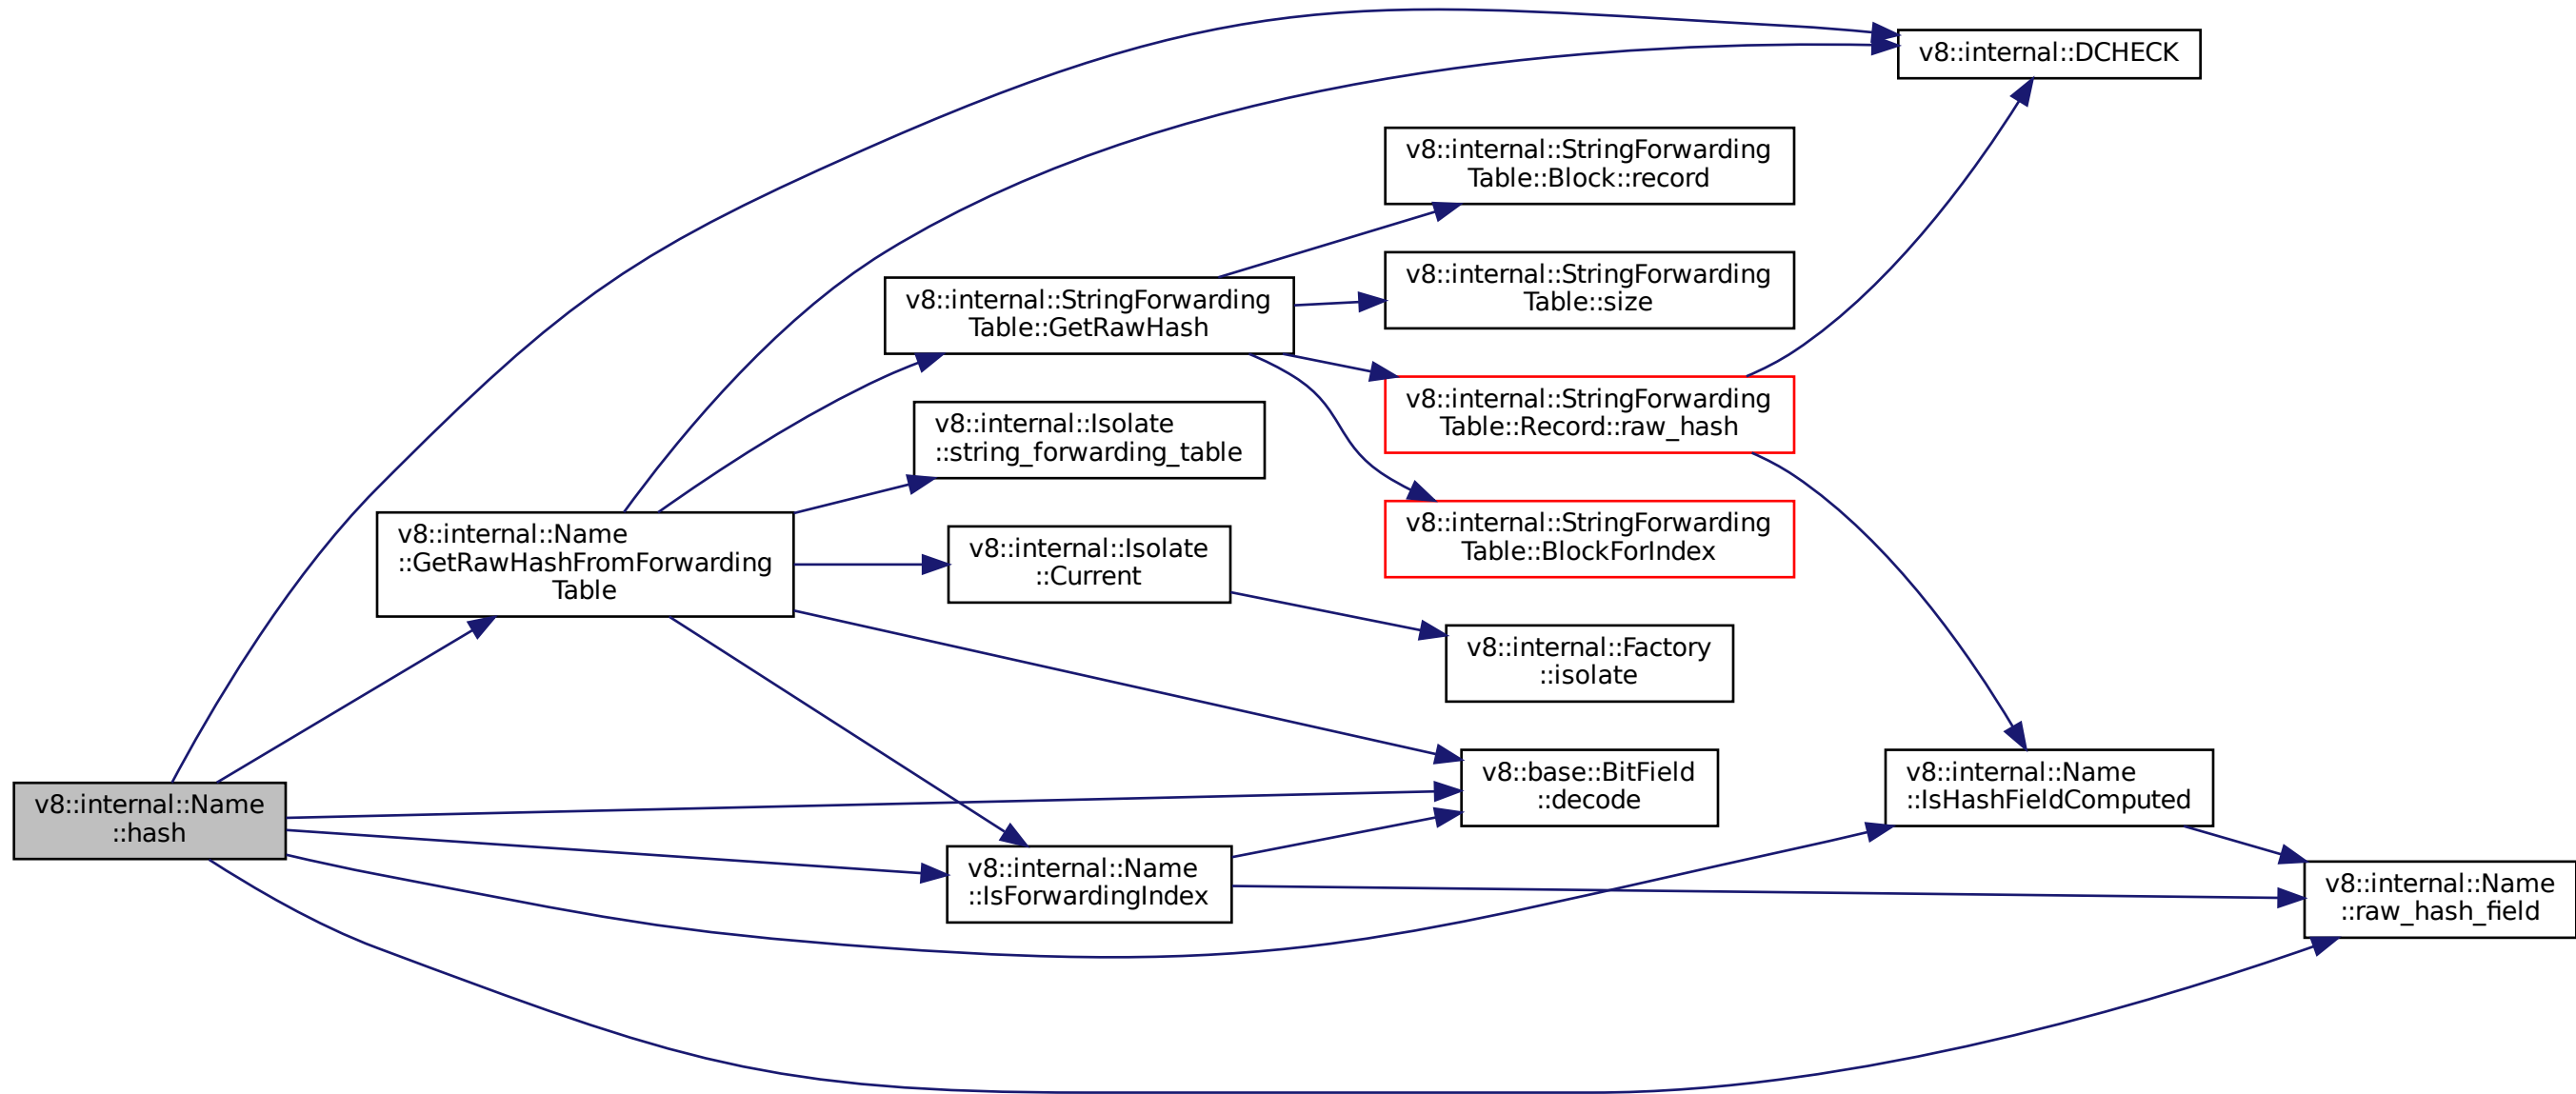 v8::internal::DCHECK
v8::internal::StringForwarding
Table::Block::record
v8::internal::StringForwarding
Table::size
v8::internal::StringForwarding
Table::GetRawHash
v8::internal::StringForwarding
Table::Record::raw_hash
v8::internal::Isolate
::string_forwarding_table
v8::internal::StringForwarding
Table::BlockForIndex
v8::internal::Name
::GetRawHashFromForwarding
Table
v8::internal::Isolate
::Current
v8::internal::Factory
::isolate
v8::base::BitField
::decode
v8::internal::Name
::IsHashFieldComputed
v8::internal::Name
::hash
v8::internal::Name
::IsForwardingIndex
v8::internal::Name
::raw_hash_field